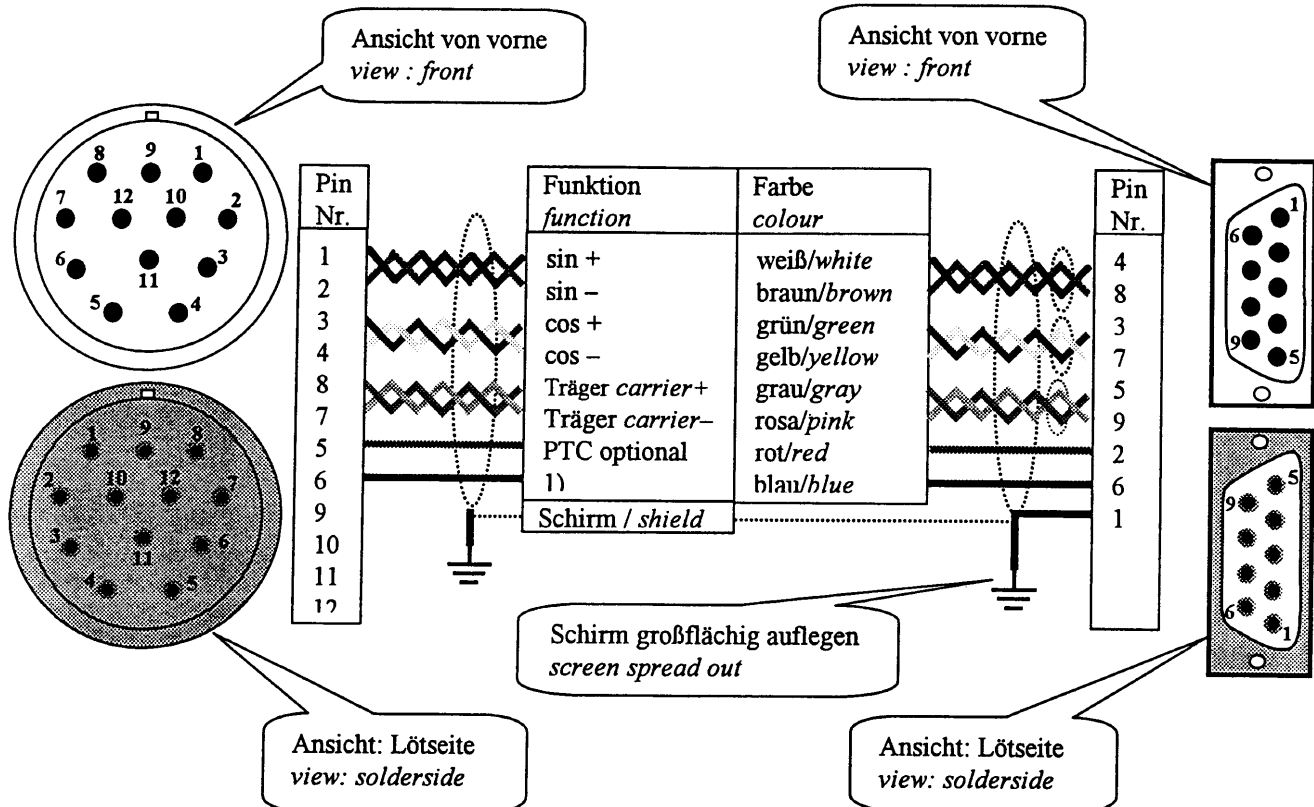 Ansicht von vorne
view : front
Ansicht von vorne
view : front
8 9 1
7 12 10 2
6 11 3
5 4
1 9 8
2 10 12 7
3 11 6
4 5
Pin
Nr.
1
2
3
4
8
7
5
6
9
10
11
12
Funktion
function
sin +
sin –
cos +
cos –
Träger carrier+
Träger carrier–
PTC optional
1)
Schirm / shield
Farbe
colour
weiß/white
braun/brown
grün/green
gelb/yellow
grau/gray
rosa/pink
rot/red
blau/blue
Pin
Nr.
4
8
3
7
5
9
2
6
1
1
6
9
5
5
9
6
1
Schirm großflächig auflegen
screen spread out
Ansicht: Lötseite
view: solderside
Ansicht: Lötseite
view: solderside